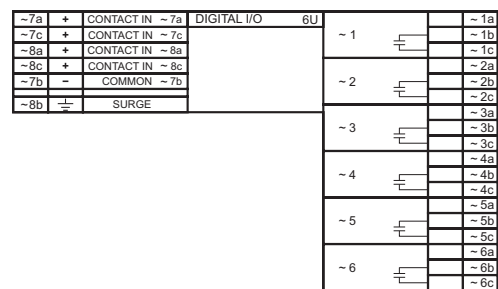 ~7a + CONTACT IN ~7a DIGITAL I/O 6U
~7c + CONTACT IN ~7c
~8a + CONTACT IN ~8a
~8c + CONTACT IN ~8c
~7b – COMMON ~7b
~8b SURGE
~1
~1a
~1b
~1c
~2
~2a
~2b
~2c
~3
~3a
~3b
~3c
~4
~4a
~4b
~4c
~5
~5a
~5b
~5c
~6
~6a
~6b
~6c